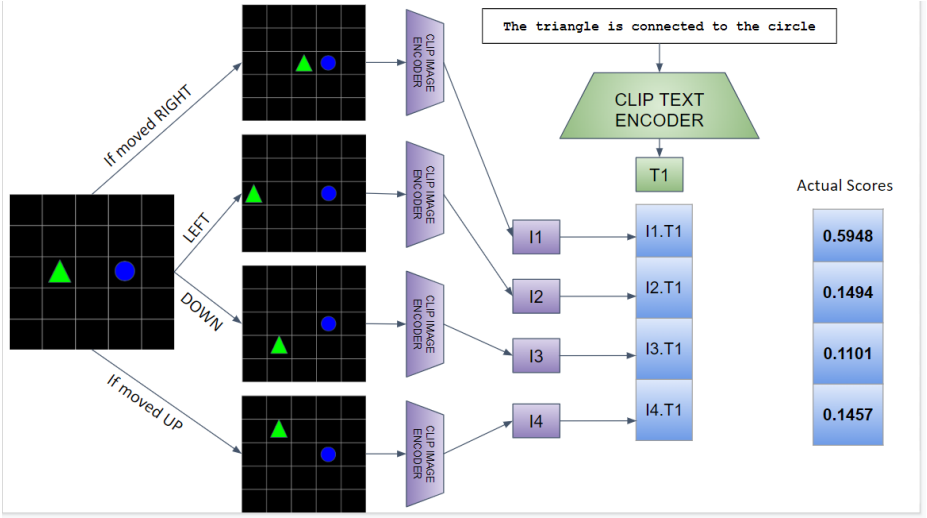 The triangle is connected to the circle
CLIP TEXT
ENCODER
T1
Actual Scores
If moved RIGHT
LEFT
DOWN
If moved UP
CLIP IMAGE
ENCODER
CLIP IMAGE
ENCODER
CLIP IMAGE
ENCODER
CLIP IMAGE
ENCODER
I1
I2
I3
I4
I1.T1
I2.T1
I3.T1
I4.T1
0.5948
0.1494
0.1101
0.1457